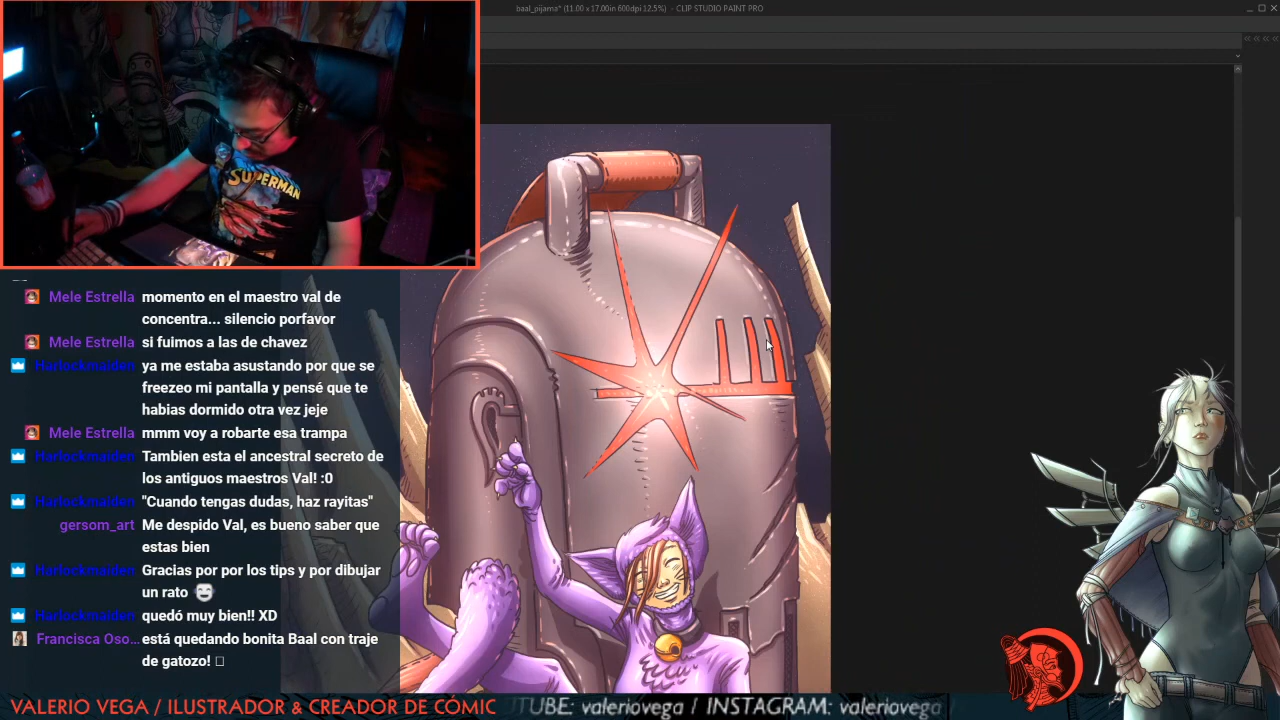 baal_pijama* (11.00 x 17.00in 600dpi 12.5%) - CLIP STUDIO PAINT PRO
SUPERMAN
Mele Estrella momento en el maestro val de
concentra... silencio porfavor
Mele Estrella si fuimos a las de chavez
Harlockmaiden ya me estaba asustando por que se
freezeo mi pantalla y pensé que te
habias dormido otra vez jeje
Mele Estrella mmm voy a robarte esa trampa
Harlockmaiden Tambien esta el ancestral secreto de
los antiguos maestros Val! :0
Harlockmaiden "Cuando tengas dudas, haz rayitas"
gersom_art Me despido Val, es bueno saber que
estas bien
Harlockmaiden Gracias por por los tips y por dibujar
un rato
Harlockmaiden quedó muy bien!! XD
Francisca Oso... está quedando bonita Baal con traje
de gatozo!
VALERIO VEGA / ILUSTRADOR & CREADOR DE CÓMIC
TUBE: valeriovega / INSTAGRAM: valeriovega